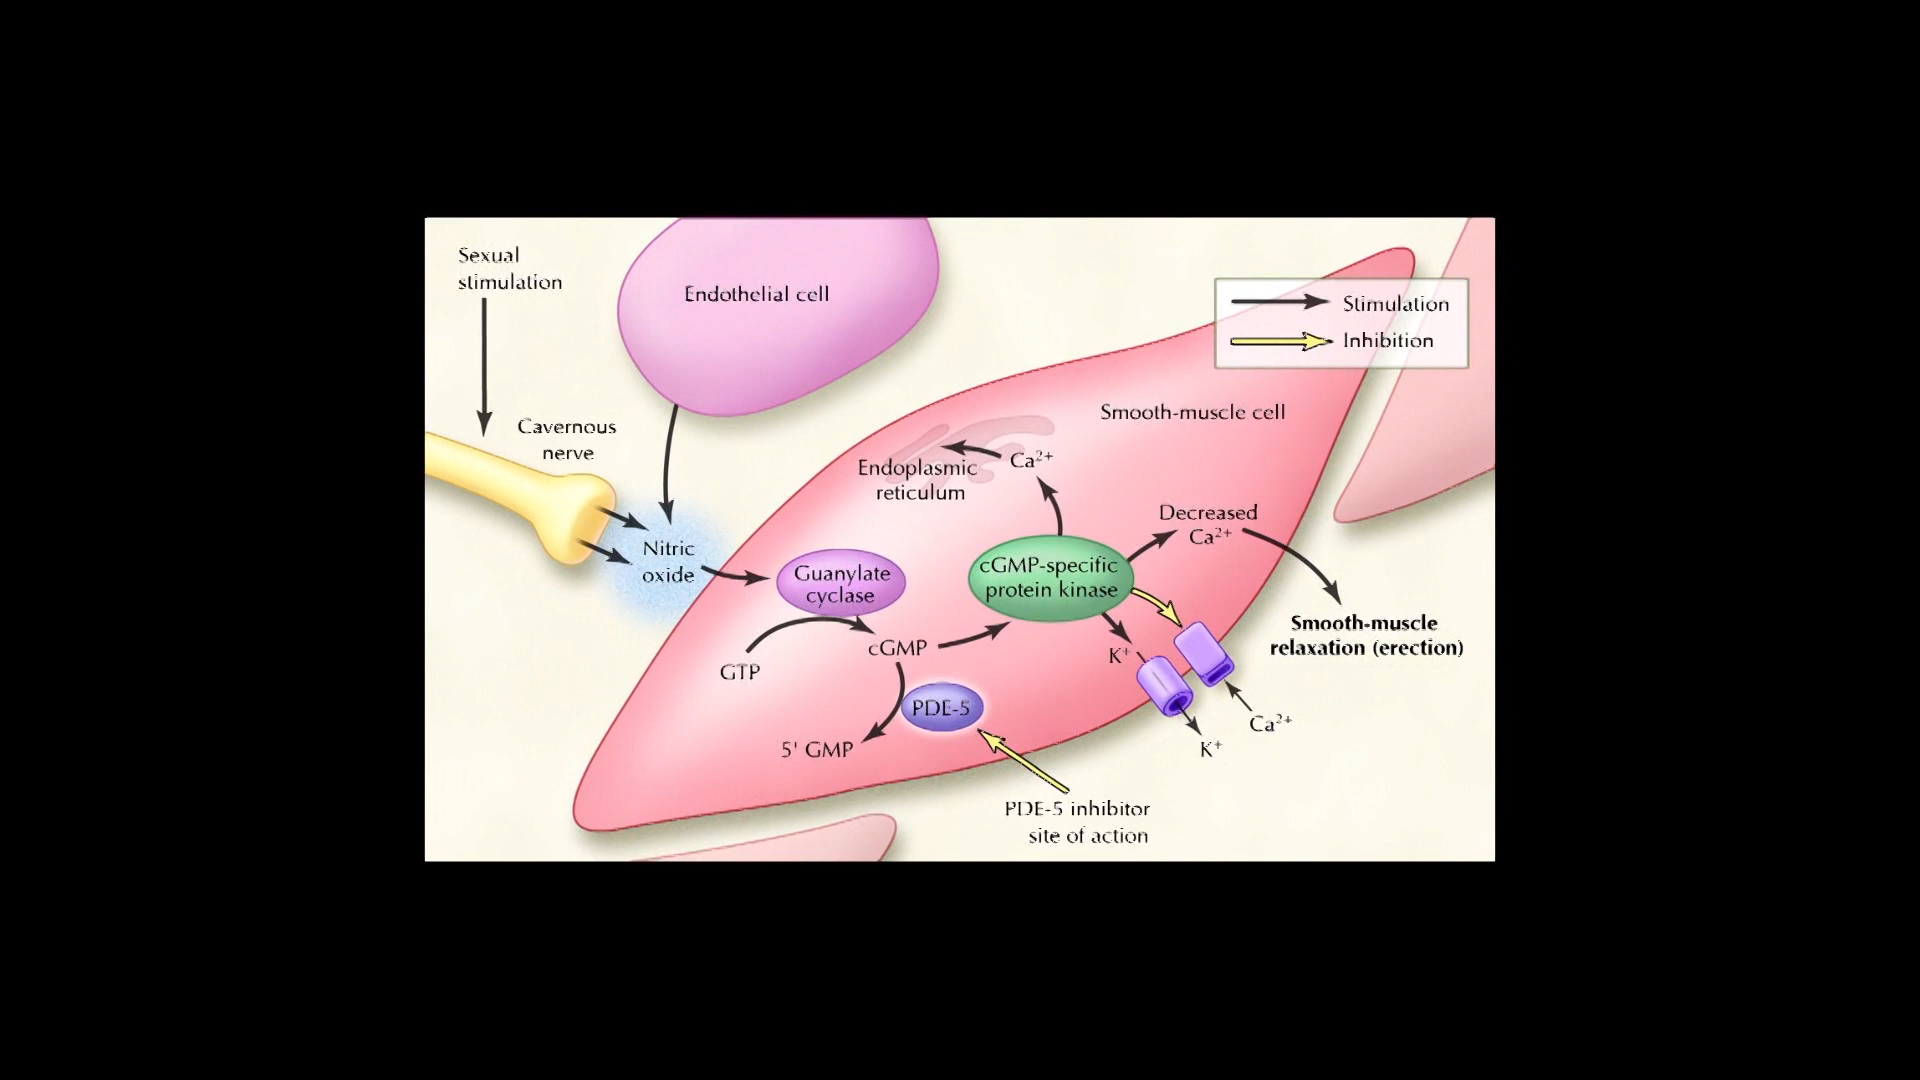 Sexual
stimulation
Endothelial cell
Stimulation
Inhibition
Cavernous
nerve
Smooth-muscle cell
Endoplasmic
reticulum
Ca²⁺
Decreased
Ca²⁺
Nitric
oxide
Guanylate
cyclase
cGMP-specific
protein kinase
Smooth-muscle
relaxation (erection)
GTP
cGMP
K⁺
PDE-5
5' GMP
Ca²⁺
K⁺
PDE-5 inhibitor
site of action